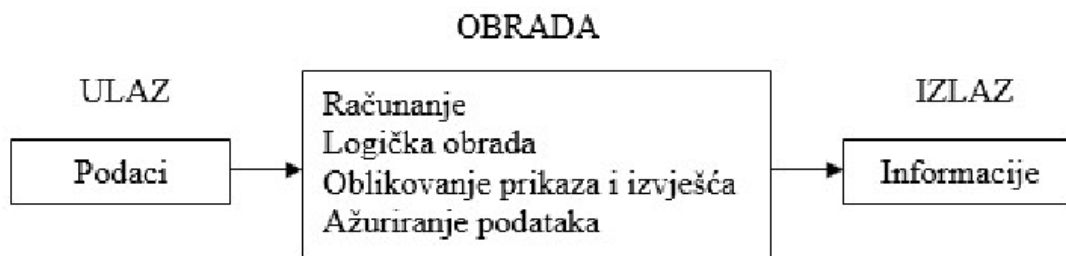 OBRADA
ULAZ
IZLAZ
Podaci
Računanje
Logička obrada
Oblikovanje prikaza i izvješća
Ažuriranje podataka
Informacije